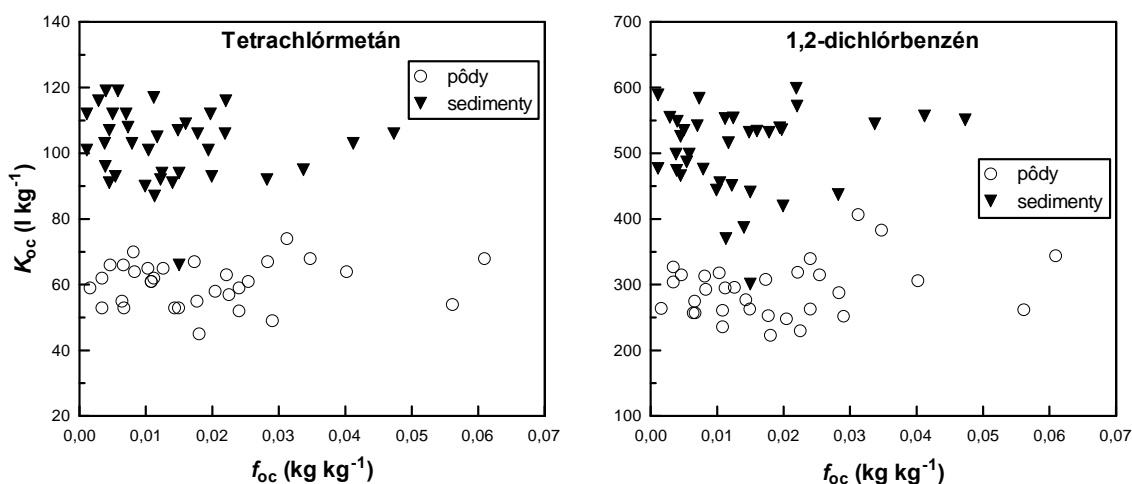 Tetrachlórmetán
140
120
100
80
60
40
20
K_oc (l kg⁻¹)
pôdy
sedimenty
0,00 0,01 0,02 0,03 0,04 0,05 0,06 0,07
f_oc (kg kg⁻¹)
1,2-dichlórbenzén
700
600
500
400
300
200
100
pôdy
sedimenty
0,00 0,01 0,02 0,03 0,04 0,05 0,06 0,07
f_oc (kg kg⁻¹)